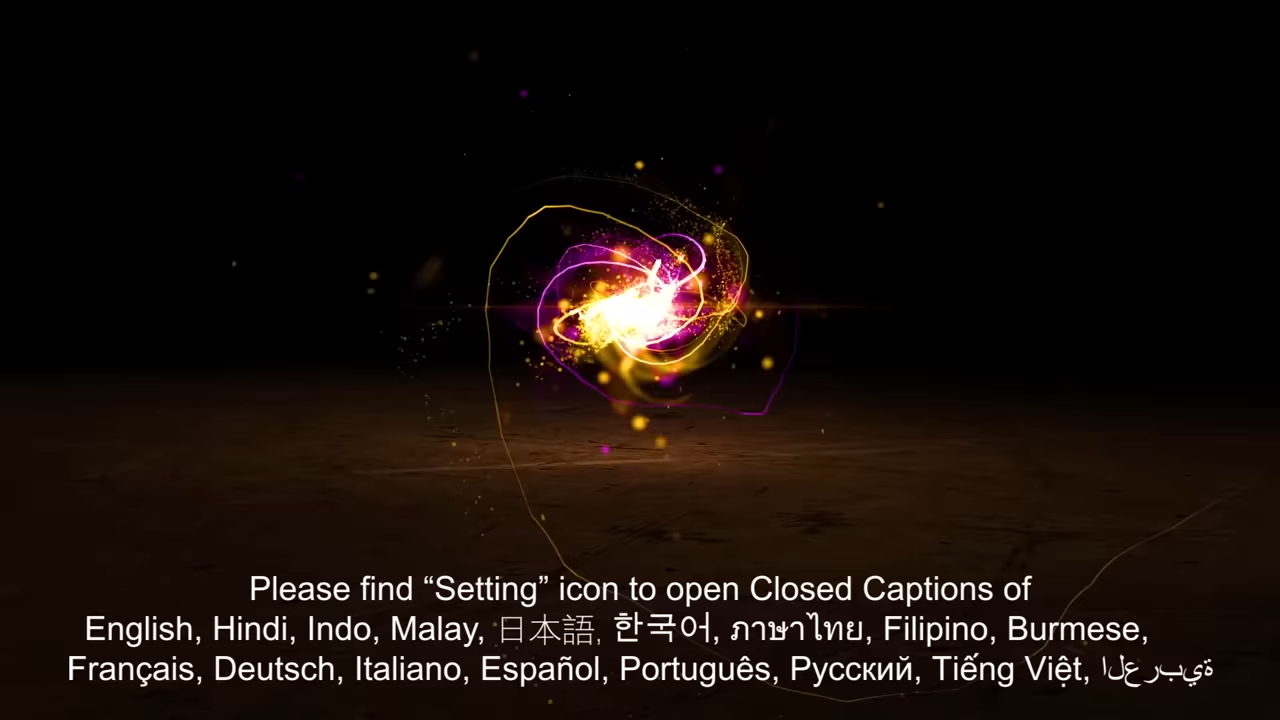 Please find “Setting” icon to open Closed Captions of
English, Hindi, Indo, Malay, 日本語, 한국어, ภาษาไทย, Filipino, Burmese,
Français, Deutsch, Italiano, Español, Português, Русский, Tiếng Việt, العربية